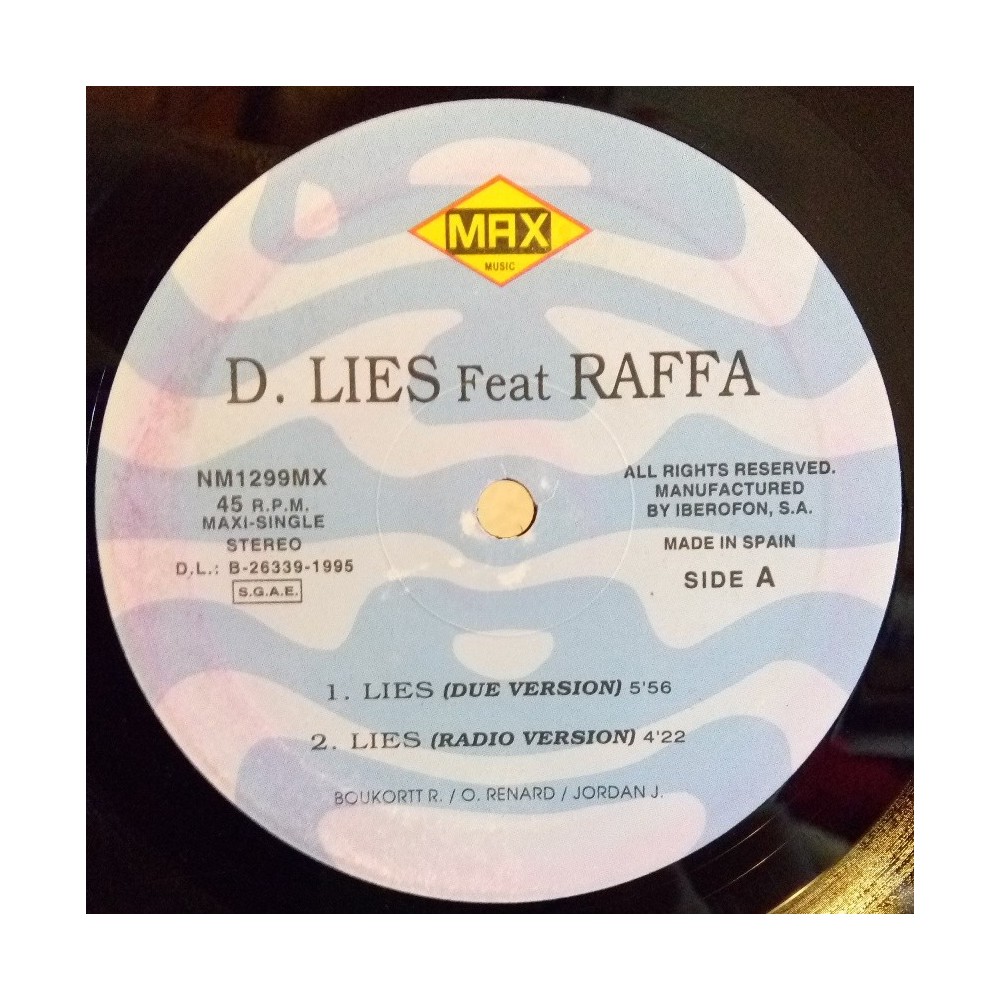 MAX
MUSIC
D. LIES Feat RAFFA
NM1299MX
45 R.P.M.
MAXI-SINGLE
STEREO
D.L.: B-26339-1995
S.G.A.E.
ALL RIGHTS RESERVED.
MANUFACTURED
BY IBEROFON, S.A.
MADE IN SPAIN
SIDE A
1. LIES (DUE VERSION) 5'56
2. LIES (RADIO VERSION) 4'22
BOUKORTT R. / O. RENARD / JORDAN J.